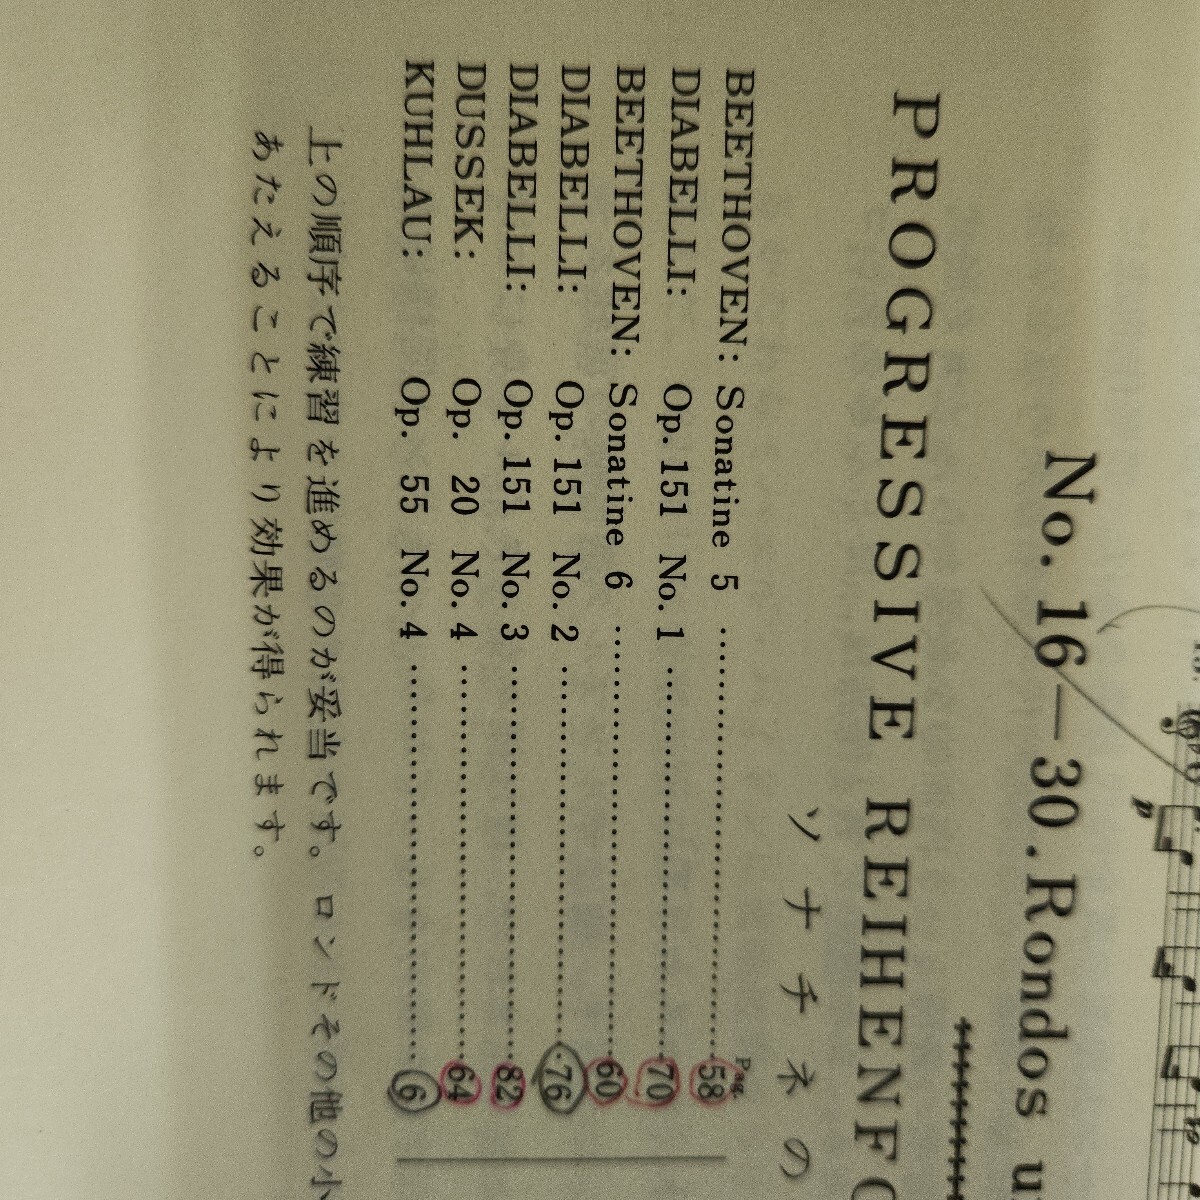 No. 16—30. Rondos u
PROGRESSIVE REIHENFO
ソナチネの
Pag.
BEETHOVEN: Sonatine 5 ........ 58
DIABELLI: Op. 151 No. 1 ........ 70
BEETHOVEN: Sonatine 6 ........ 60
DIABELLI: Op. 151 No. 2 ........ 76
DIABELLI: Op. 151 No. 3 ........ 82
DUSSEK: Op. 20 No. 4 ........ 64
KUHLAU: Op. 55 No. 4 ........ 6
上の順序で練習を進めるのが妥当です。ロンドその他の小
あたえることにより効果が得られます。